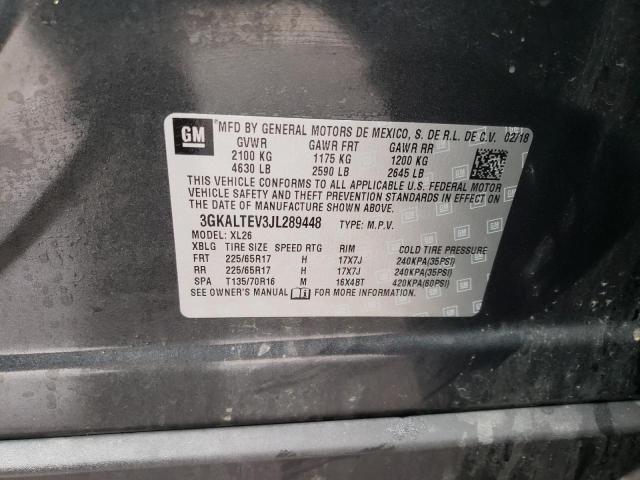 GM
MFD BY GENERAL MOTORS DE MEXICO, S. DE R.L. DE C.V. 02/18
GVWR GAWR FRT GAWR RR
2100 KG 1175 KG 1200 KG
4630 LB 2590 LB 2645 LB
THIS VEHICLE CONFORMS TO ALL APPLICABLE U.S. FEDERAL MOTOR
VEHICLE SAFETY AND THEFT PREVENTION STANDARDS IN EFFECT ON
THE DATE OF MANUFACTURE SHOWN ABOVE.
3GKALTEV3JL289448 TYPE: M.P.V.
MODEL: XL26
XBLG TIRE SIZE SPEED RTG RIM COLD TIRE PRESSURE
FRT 225/65R17 H 17X7J 240KPA(35PSI)
RR 225/65R17 H 17X7J 240KPA(35PSI)
SPA T135/70R16 M 16X4BT 420KPA(60PSI)
SEE OWNER'S MANUAL FOR MORE INFORMATION.